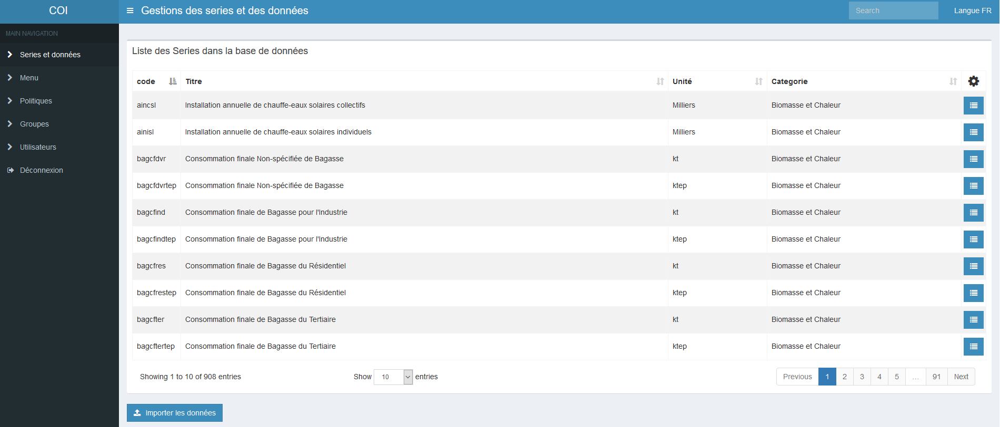 COI
Gestions des series et des données
Search
Langue FR
MAIN NAVIGATION
Series et données
Menu
Politiques
Groupes
Utilisateurs
Déconnexion
Liste des Series dans la base de données
code Titre Unité Categorie
aincsl Installation annuelle de chauffe-eaux solaires collectifs Milliers Biomasse et Chaleur
ainisl Installation annuelle de chauffe-eaux solaires individuels Milliers Biomasse et Chaleur
bagcfdvr Consommation finale Non-spécifiée de Bagasse kt Biomasse et Chaleur
bagcfdvrtep Consommation finale Non-spécifiée de Bagasse ktep Biomasse et Chaleur
bagcfind Consommation finale de Bagasse pour l'Industrie kt Biomasse et Chaleur
bagcfindtep Consommation finale de Bagasse pour l'Industrie ktep Biomasse et Chaleur
bagcfres Consommation finale de Bagasse du Résidentiel kt Biomasse et Chaleur
bagcfrestep Consommation finale de Bagasse du Résidentiel ktep Biomasse et Chaleur
bagcfter Consommation finale de Bagasse du Tertiaire kt Biomasse et Chaleur
bagcftertep Consommation finale de Bagasse du Tertiaire ktep Biomasse et Chaleur
Showing 1 to 10 of 908 entries Show 10 entries Previous 1 2 3 4 5 … 91 Next
Importer les données